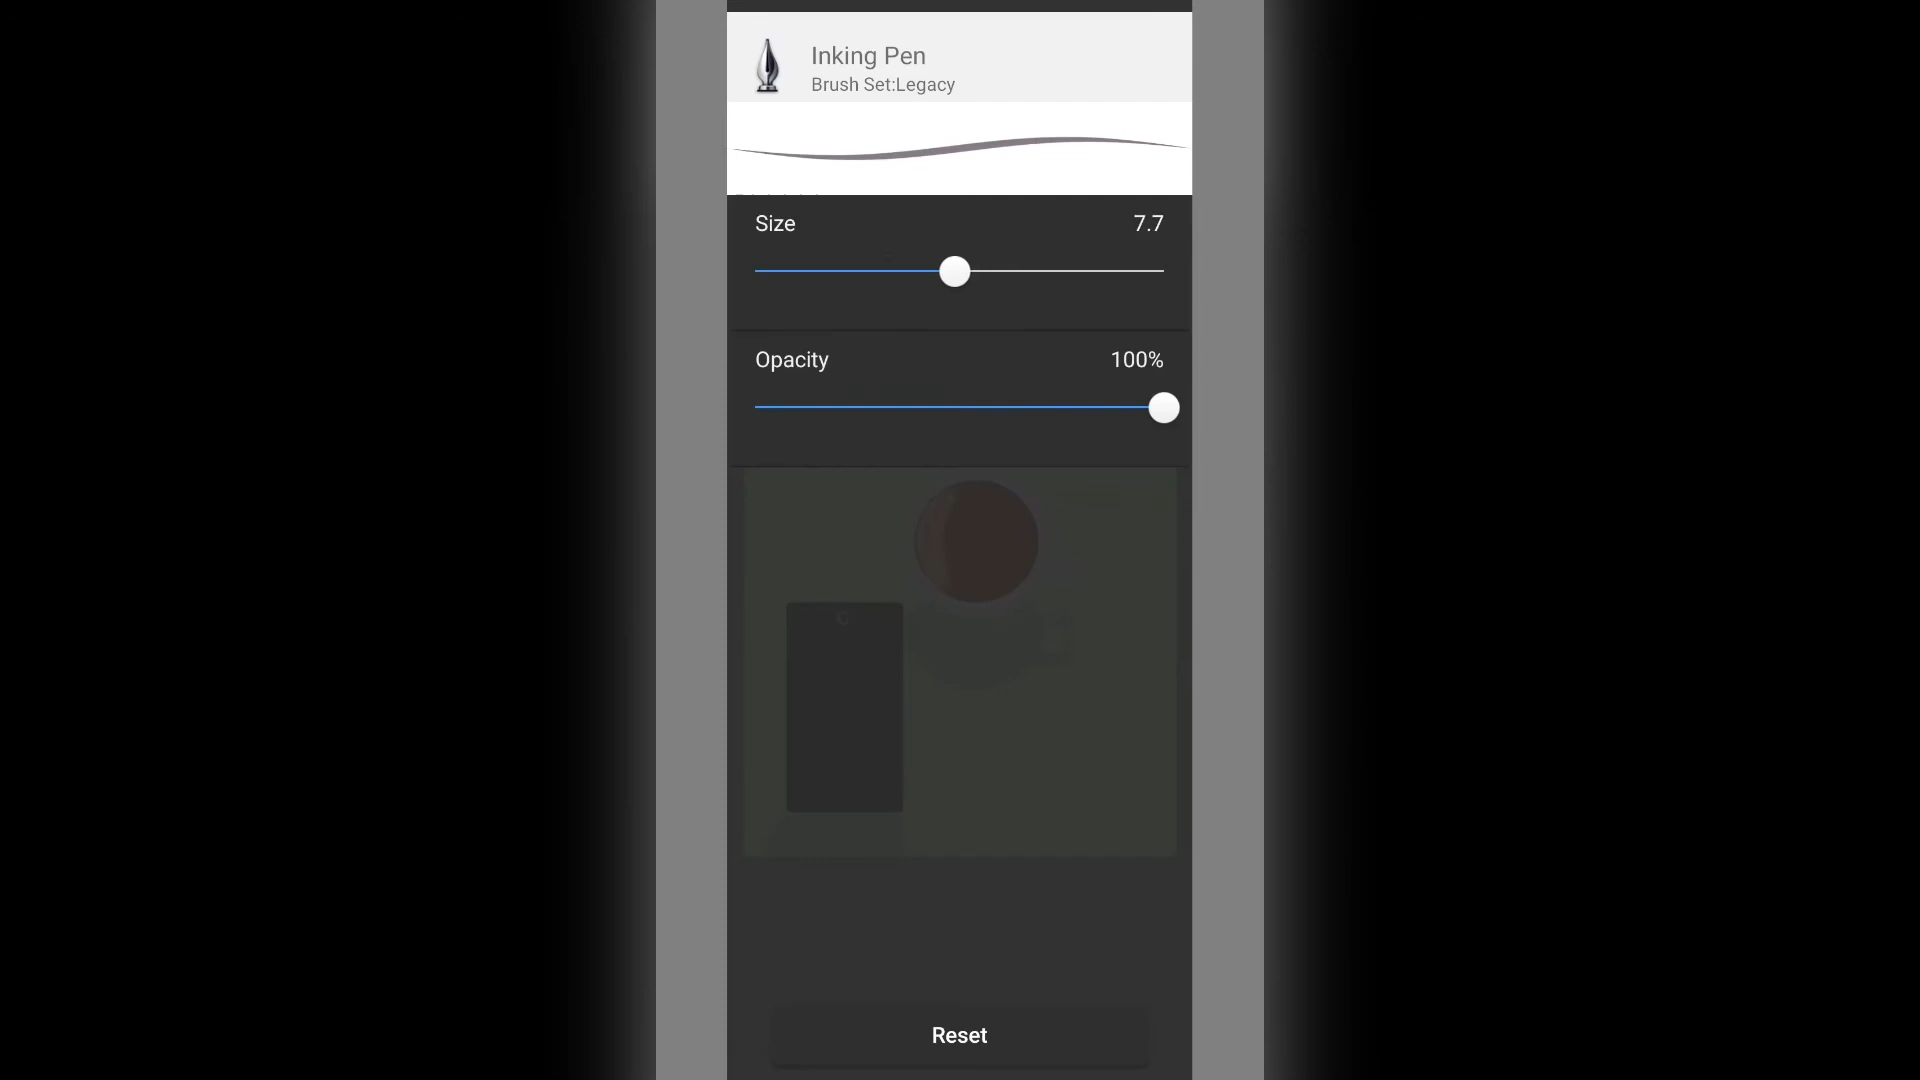 Inking Pen
Brush Set:Legacy
Size 7.7
Opacity 100%
Reset